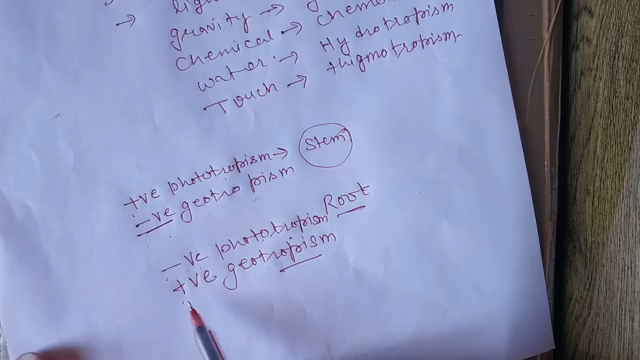 → gravity →
chemical. → chemo
water. → Hydrotropism
Touch → thigmotropism
+ve phototropism → Stem
-ve geotropism
-ve phototropism Root
+ve geotropism